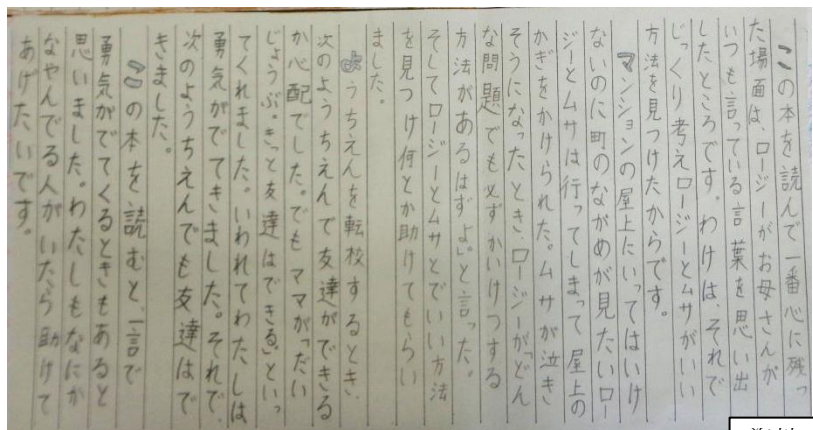 この本を読んで一番心に残っ
た場面は、ロージーがお母さんが
いつも言っている言葉を思い出
したところです。わけは、それで
じっくり考えロージーとムサがいい
方法を見つけたからです。
マンションの屋上にいってはいけ
ないのに町のながめが見たいロー
ジーとムサは行ってしまって屋上の
かぎをかけられた。ムサが泣き
そうになったとき、ロージーが「どん
な問題でも必ずかいけつする
方法があるはずよ。」と言った。
そしてロージーとムサとでいい方法
を見つけ何とか助けてもらい
ました。
うちえんを転校するとき、
次のようちえんで友達ができる
か心配でした。でもママが「だい
じょうぶ。きっと友達はできる」といっ
てくれました。いわれてわたしは
勇気がでてきました。それで、
次のようちえんでも友達はで
きました。
この本を読むと、一言で
勇気がでてくるときもあると
思いました。わたしもなにか
なやんでる人がいたら助けて
あげたいです。